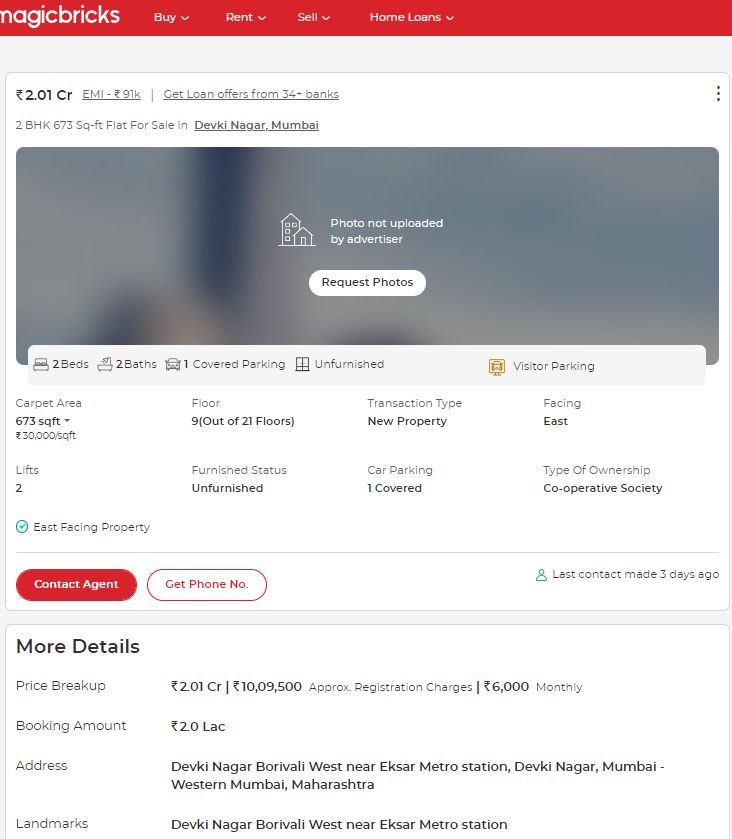 magicbricks
Buy
Rent
Sell
Home Loans
₹2.01 Cr EMI - ₹ 91k | Get Loan offers from 34+ banks
2 BHK 673 Sq-ft Flat For Sale in Devki Nagar, Mumbai
Photo not uploaded
by advertiser
Request Photos
2 Beds 2 Baths 1 Covered Parking Unfurnished Visitor Parking
Carpet Area Floor Transaction Type Facing
673 sqft 9(Out of 21 Floors) New Property East
₹30,000/sqft
Lifts Furnished Status Car Parking Type Of Ownership
2 Unfurnished 1 Covered Co-operative Society
East Facing Property
Contact Agent Get Phone No. Last contact made 3 days ago
More Details
Price Breakup ₹2.01 Cr | ₹10,09,500 Approx. Registration Charges | ₹6,000 Monthly
Booking Amount ₹2.0 Lac
Address Devki Nagar Borivali West near Eksar Metro station, Devki Nagar, Mumbai -
Western Mumbai, Maharashtra
Landmarks Devki Nagar Borivali West near Eksar Metro station